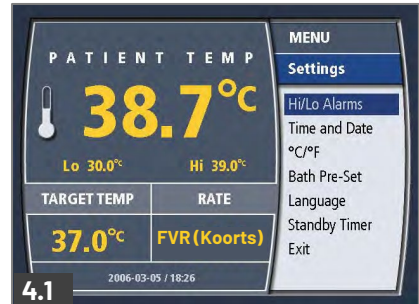 PATIENT TEMP
38.7°C
Lo 30.0°C Hi 39.0°C
TARGET TEMP RATE
37.0°C FVR (Koorts)
2006-03-05 / 18:26
MENU
Settings
Hi/Lo Alarms
Time and Date
°C/°F
Bath Pre-Set
Language
Standby Timer
Exit
4.1